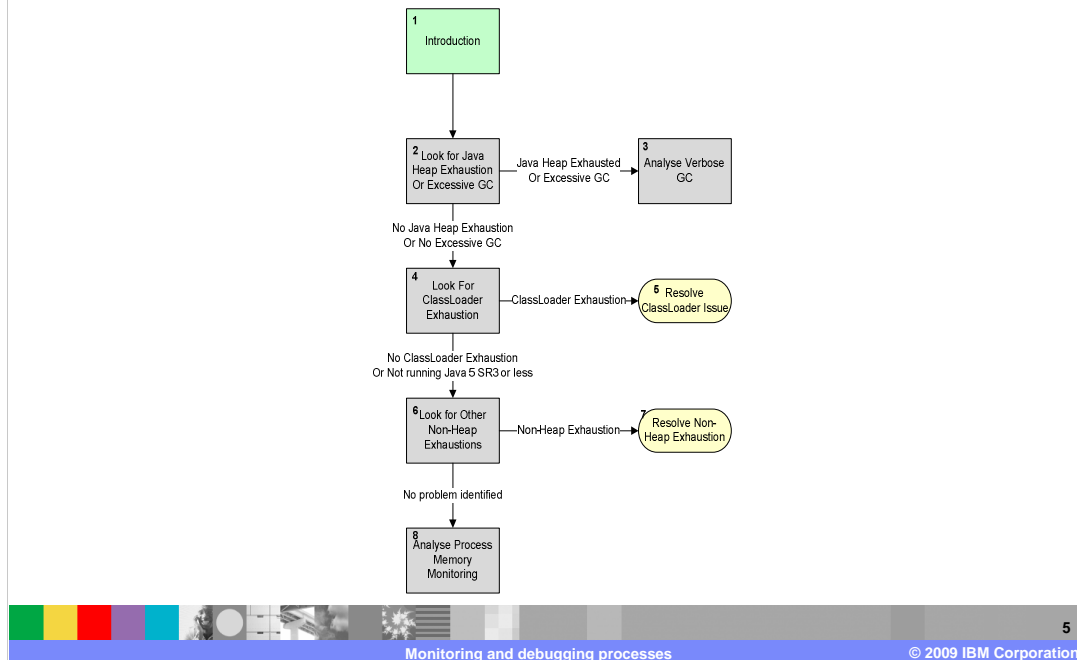 1
Introduction
2
Look for Java
Heap Exhaustion
Or Excessive GC
Java Heap Exhausted
Or Excessive GC
3
Analyse Verbose
GC
No Java Heap Exhaustion
Or No Excessive GC
4
Look For
ClassLoader
Exhaustion
ClassLoader Exhaustion
5
Resolve
ClassLoader Issue
No ClassLoader Exhaustion
Or Not running Java 5 SR3 or less
6
Look for Other
Non-Heap
Exhaustions
Non-Heap Exhaustion
7
Resolve Non-
Heap Exhaustion
No problem identified
8
Analyse Process
Memory
Monitoring
5
Monitoring and debugging processes
© 2009 IBM Corporation